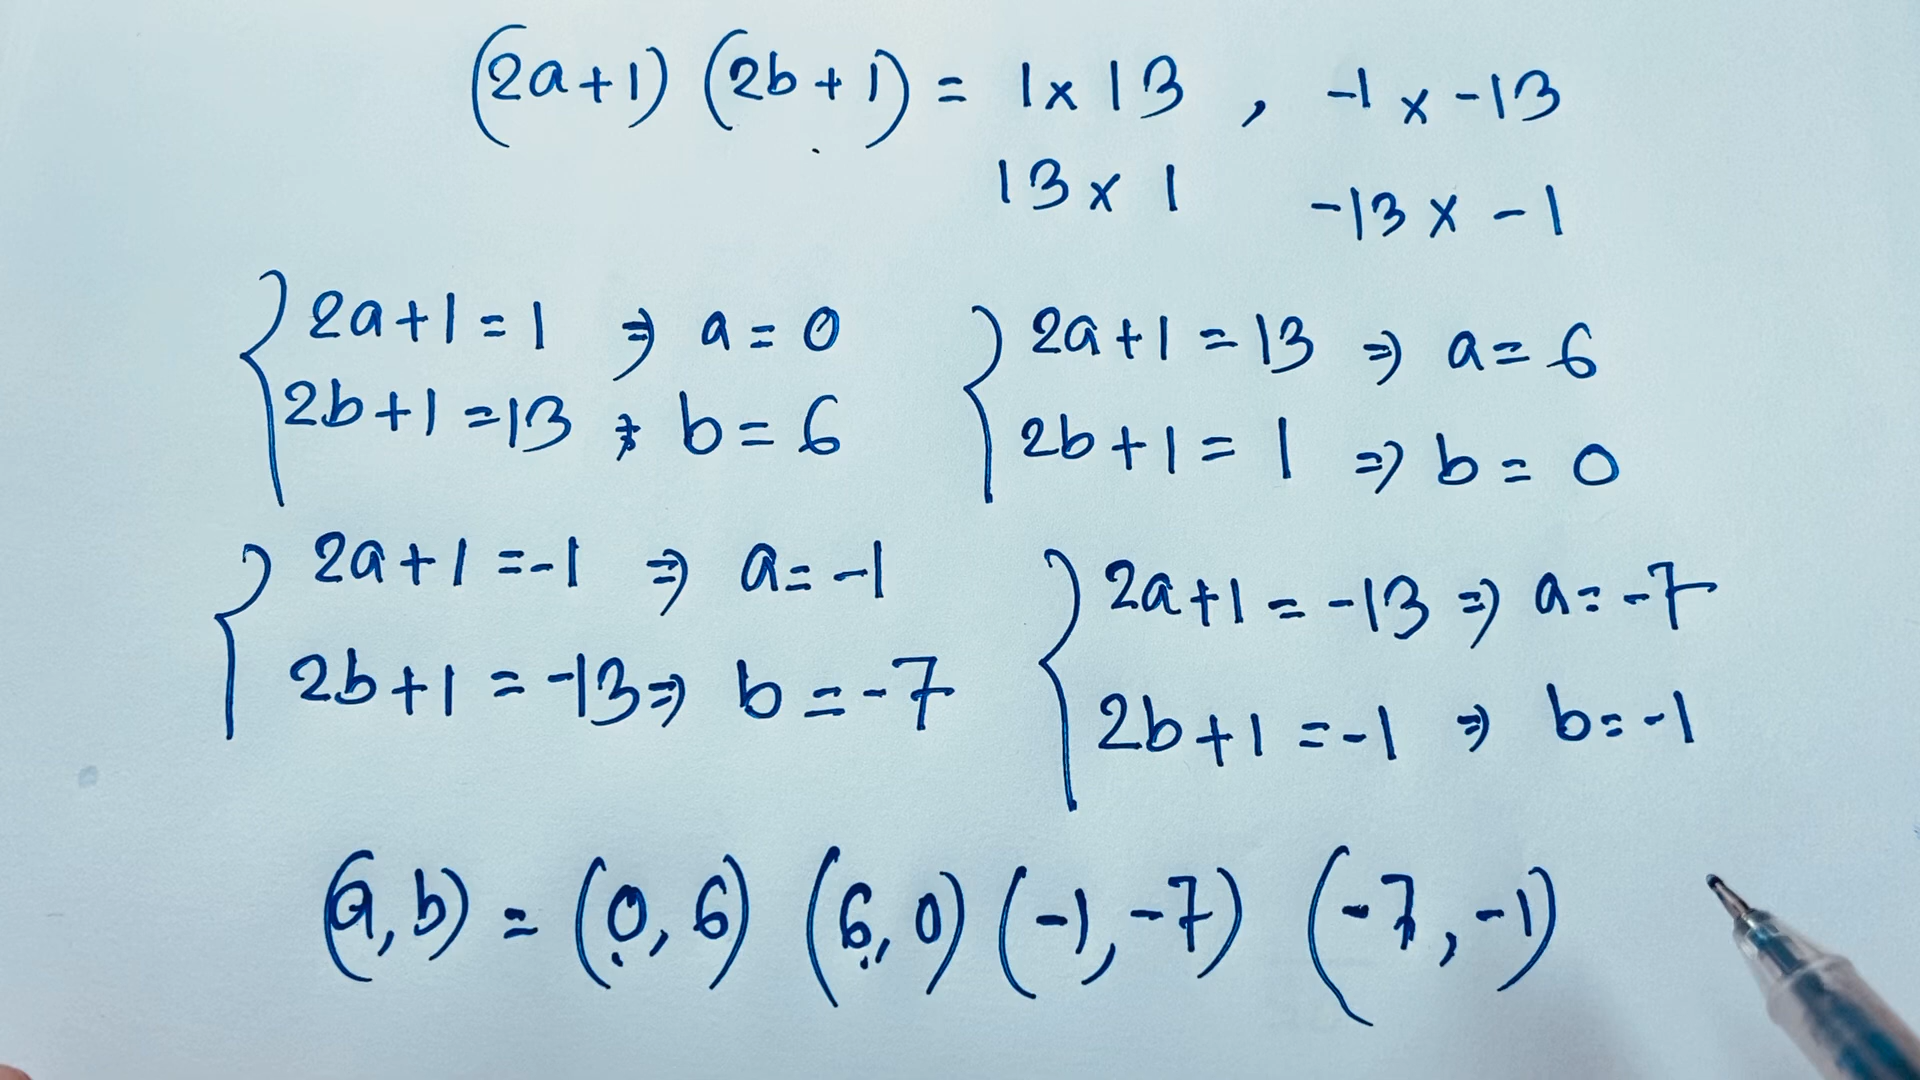 (2a+1) (2b+1) = 1x13 , -1 x -13
13 x 1 -13 x -1
2a+1=1 ⇒ a=0
2b+1=13 ⇒ b=6
2a+1=13 ⇒ a=6
2b+1=1 ⇒ b=0
2a+1=-1 ⇒ a=-1
2b+1=-13 ⇒ b=-7
2a+1=-13 ⇒ a=-7
2b+1=-1 ⇒ b=-1
(a,b) = (0,6) (6,0) (-1,-7) (-7,-1)